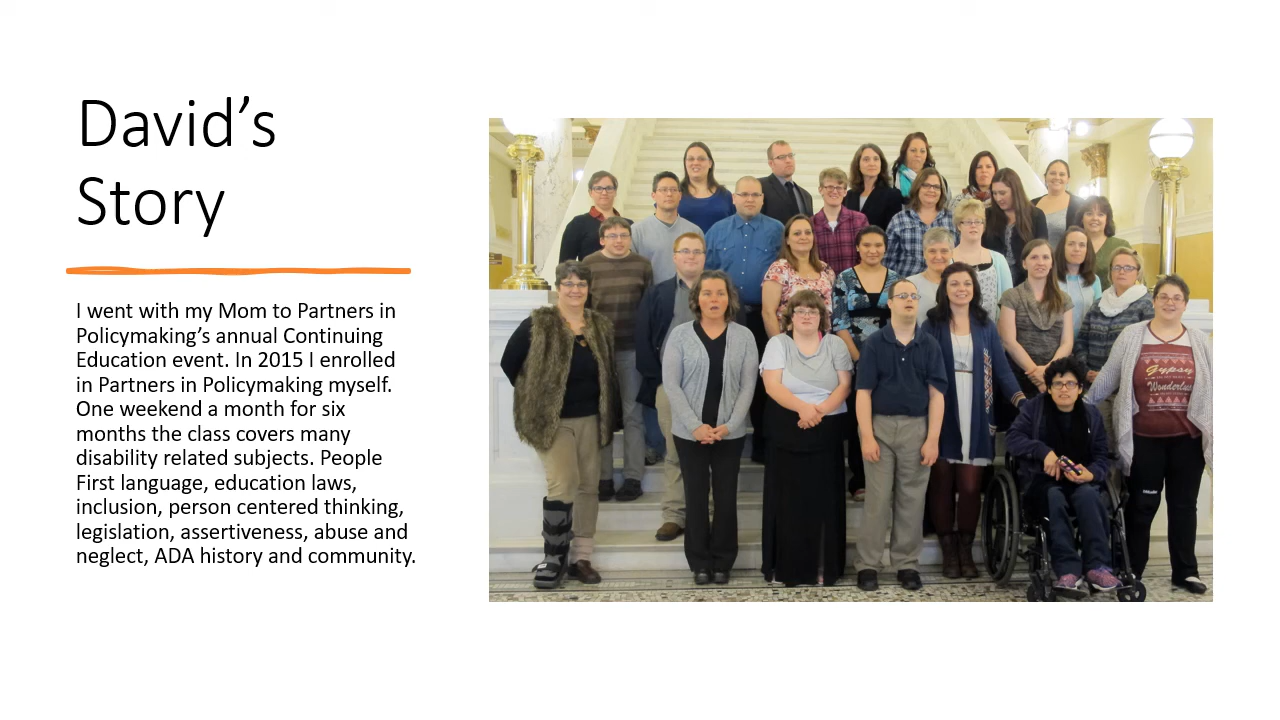 David’s
Story
I went with my Mom to Partners in
Policymaking’s annual Continuing
Education event. In 2015 I enrolled
in Partners in Policymaking myself.
One weekend a month for six
months the class covers many
disability related subjects. People
First language, education laws,
inclusion, person centered thinking,
legislation, assertiveness, abuse and
neglect, ADA history and community.
Gypsy
Wonderlust